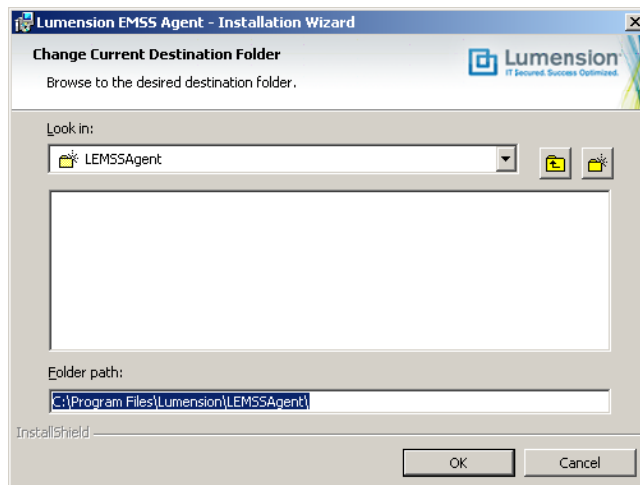 Lumension EMSS Agent - Installation Wizard
Change Current Destination Folder
Browse to the desired destination folder.
Lumension
IT Secured. Success Optimized.
Look in:
LEMSSAgent
Folder path:
C:\Program Files\Lumension\LEMSSAgent\
InstallShield
OK
Cancel